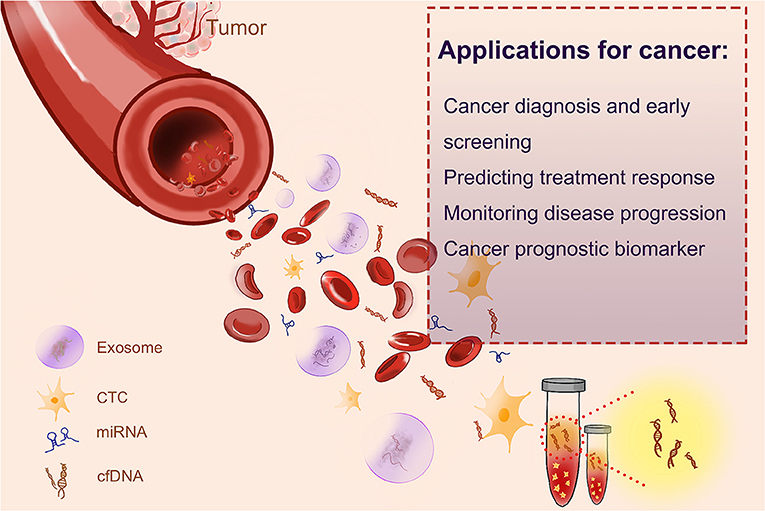 Tumor
Applications for cancer:
Cancer diagnosis and early
screening
Predicting treatment response
Monitoring disease progression
Cancer prognostic biomarker
Exosome
CTC
miRNA
cfDNA